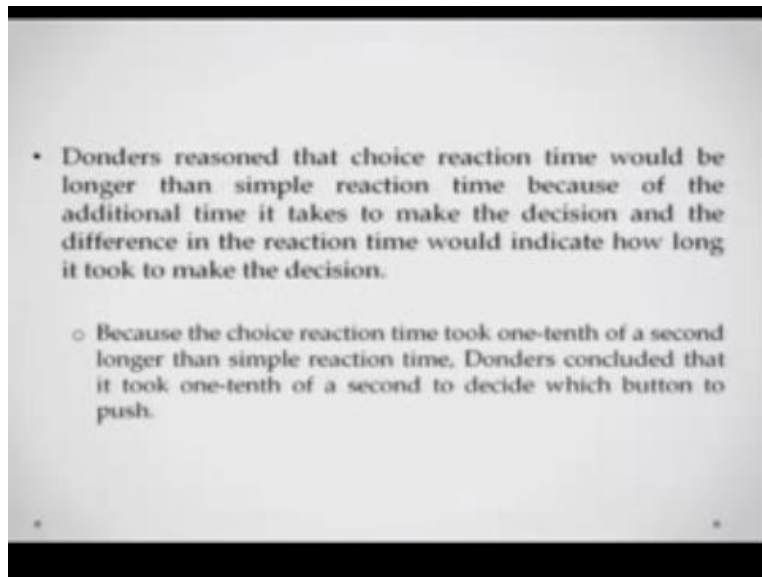 • Donders reasoned that choice reaction time would be
longer than simple reaction time because of the
additional time it takes to make the decision and the
difference in the reaction time would indicate how long
it took to make the decision.
○ Because the choice reaction time took one-tenth of a second
longer than simple reaction time, Donders concluded that
it took one-tenth of a second to decide which button to
push.